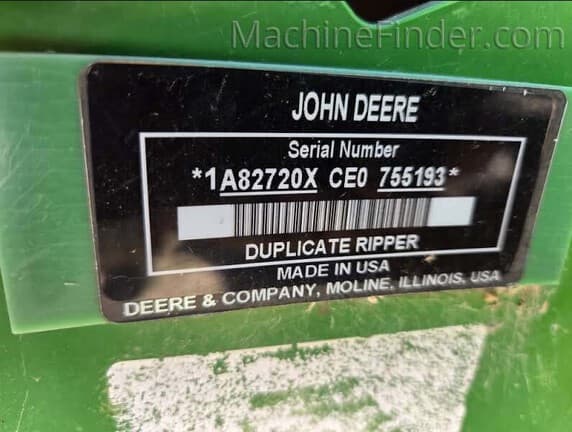 MachineFinder.com
JOHN DEERE
Serial Number
*1A82720X CE0 755193*
DUPLICATE RIPPER
MADE IN USA
DEERE & COMPANY, MOLINE, ILLINOIS, USA